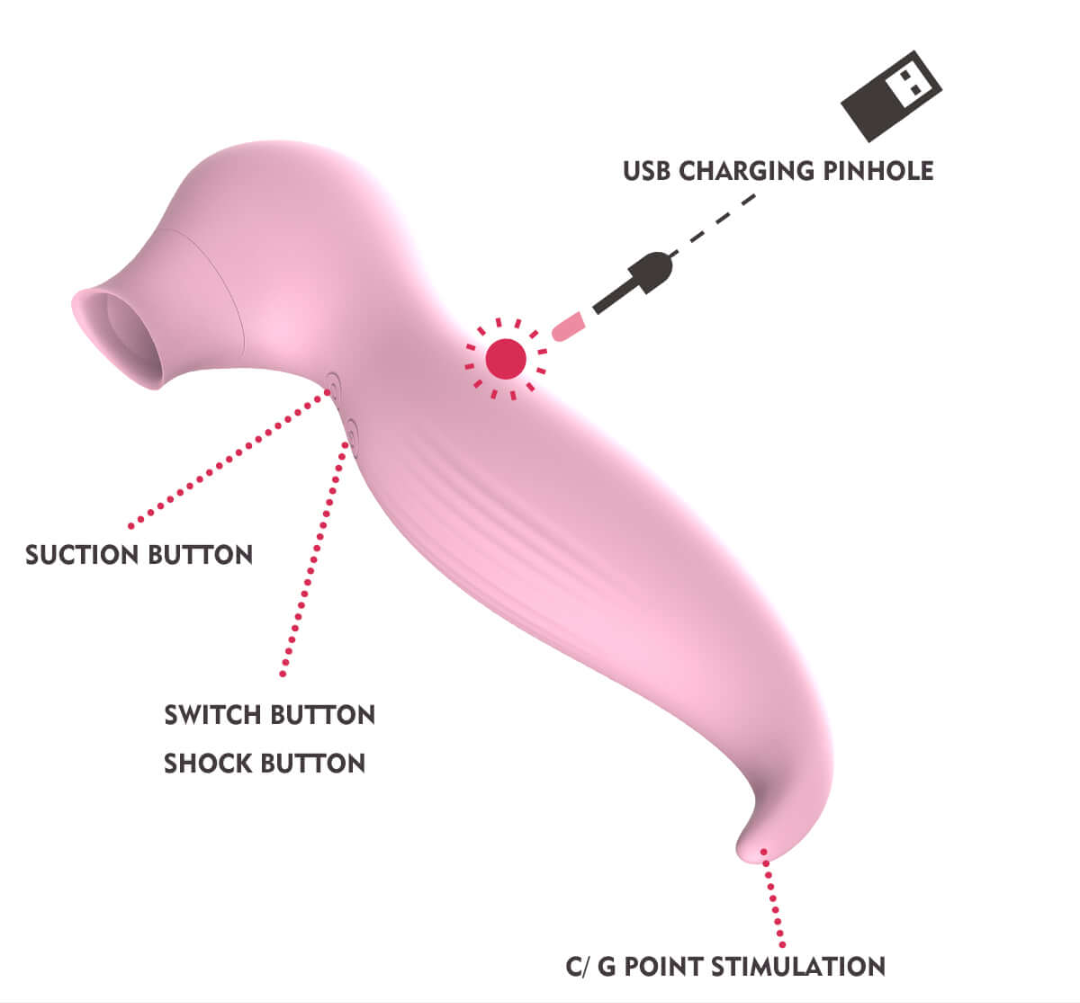 USB CHARGING PINHOLE
SUCTION BUTTON
SWITCH BUTTON
SHOCK BUTTON
C/ G POINT STIMULATION